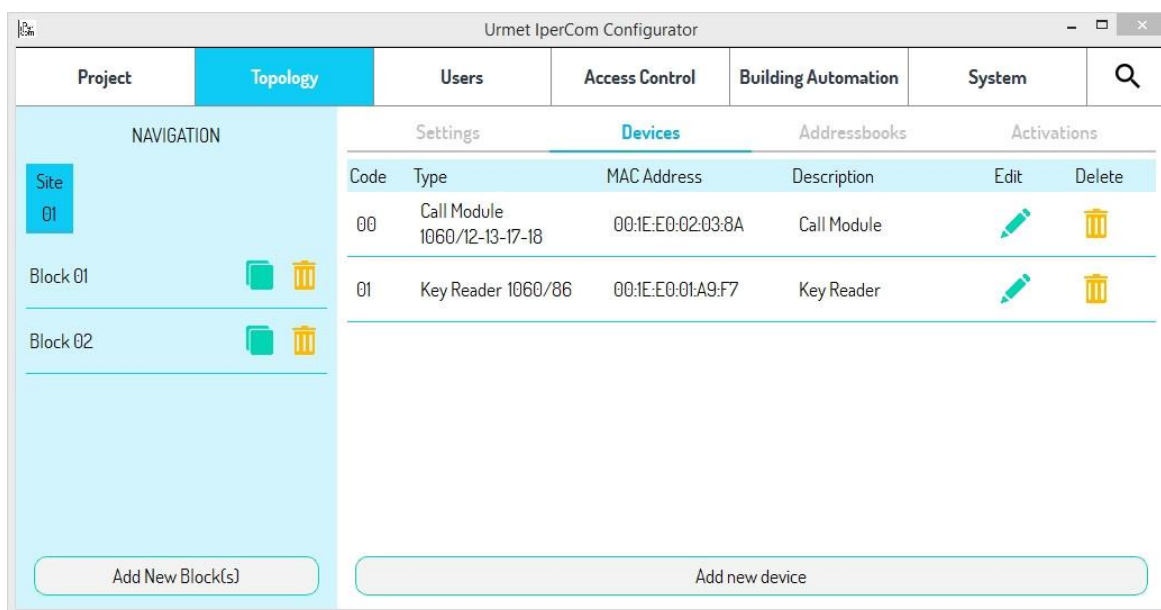 Urmet IperCom Configurator
Project Topology Users Access Control Building Automation System
NAVIGATION
Site
01
Block 01
Block 02
Add New Block(s)
Settings Devices Addressbooks Activations
Code Type MAC Address Description Edit Delete
00 Call Module 1060/12-13-17-18 00:1E:E0:02:03:8A Call Module
01 Key Reader 1060/86 00:1E:E0:01:A9:F7 Key Reader
Add new device